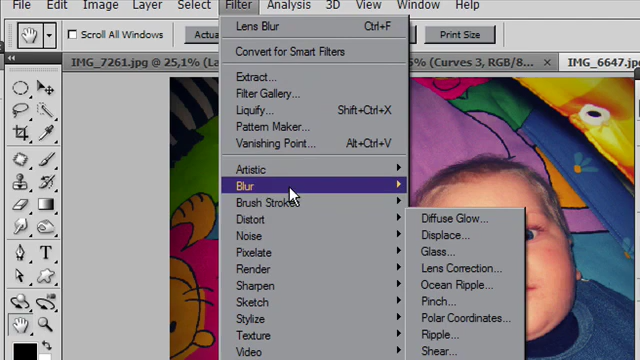 Edit Image Layer Select Filter Analysis 3D View Window
Scroll All Windows
Print Size
IMG_7261.jpg @ 25,1% (La
5% (Curves 3, RGB/8...
IMG_6647.jp
Lens Blur Ctrl+F
Convert for Smart Filters
Extract...
Filter Gallery...
Liquify... Shift+Ctrl+X
Pattern Maker...
Vanishing Point... Alt+Ctrl+V
Artistic
Blur
Brush Strokes
Distort
Noise
Pixelate
Render
Sharpen
Sketch
Stylize
Texture
Video
Diffuse Glow...
Displace...
Glass...
Lens Correction...
Ocean Ripple...
Pinch...
Polar Coordinates...
Ripple...
Shear...